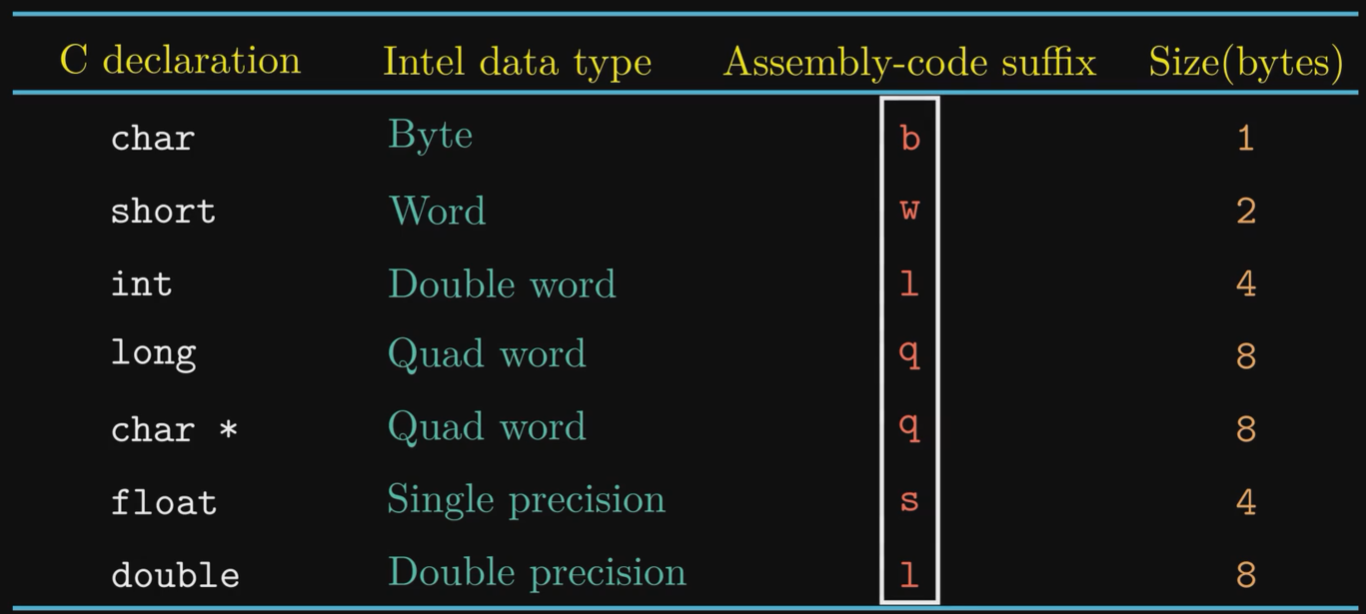 C declaration Intel data type Assembly-code suffix Size(bytes)
char Byte b 1
short Word w 2
int Double word l 4
long Quad word q 8
char * Quad word q 8
float Single precision s 4
double Double precision l 8